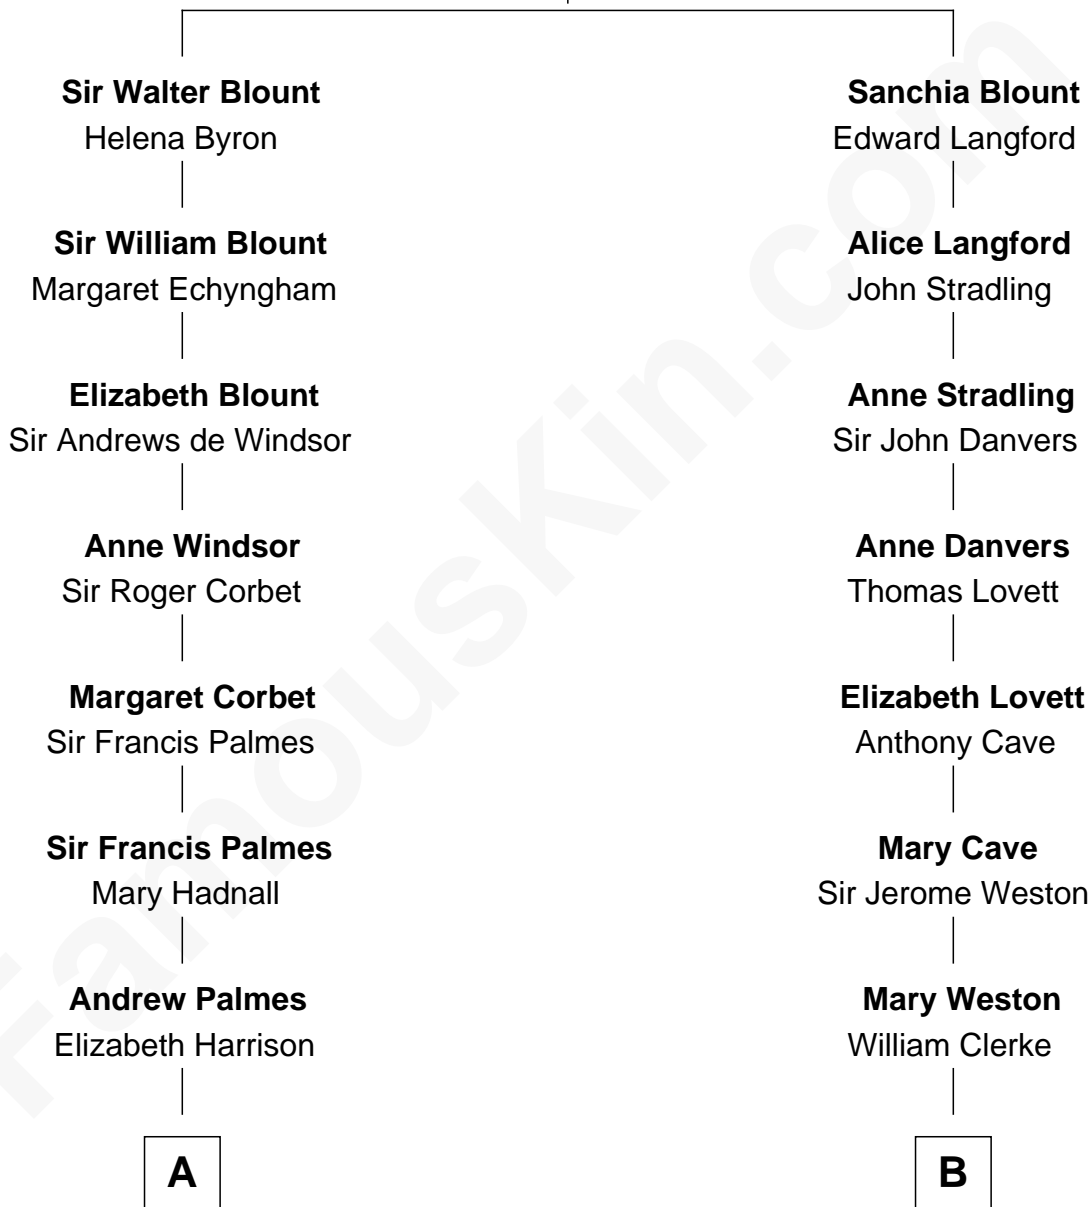 Sir Walter Blount
Helena Byron
Sir William Blount
Margaret Echyngham
Elizabeth Blount
Sir Andrews de Windsor
Anne Windsor
Sir Roger Corbet
Margaret Corbet
Sir Francis Palmes
Sir Francis Palmes
Mary Hadnall
Andrew Palmes
Elizabeth Harrison
A
Sanchia Blount
Edward Langford
Alice Langford
John Stradling
Anne Stradling
Sir John Danvers
Anne Danvers
Thomas Lovett
Elizabeth Lovett
Anthony Cave
Mary Cave
Sir Jerome Weston
Mary Weston
William Clerke
B
FamousKin.com